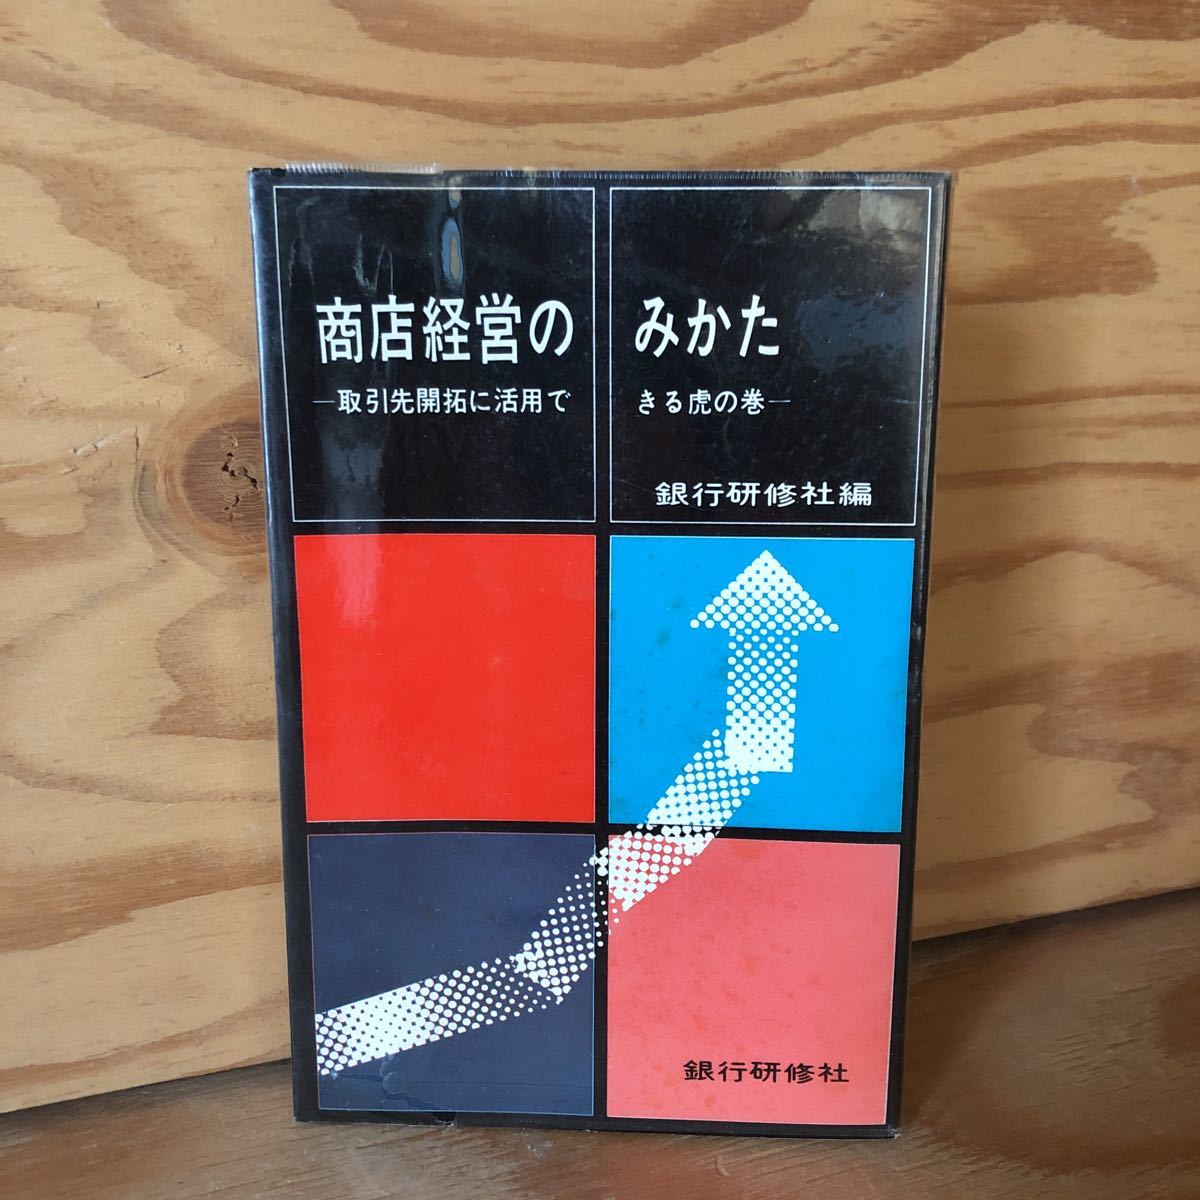 商店経営のみかた
―取引先開拓に活用できる虎の巻―
銀行研修社編
銀行研修社